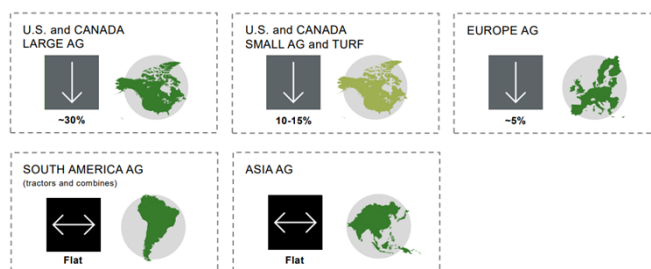 U.S. and CANADA
LARGE AG
~30%
U.S. and CANADA
SMALL AG and TURF
10-15%
EUROPE AG
~5%
SOUTH AMERICA AG
(tractors and combines)
Flat
ASIA AG
Flat